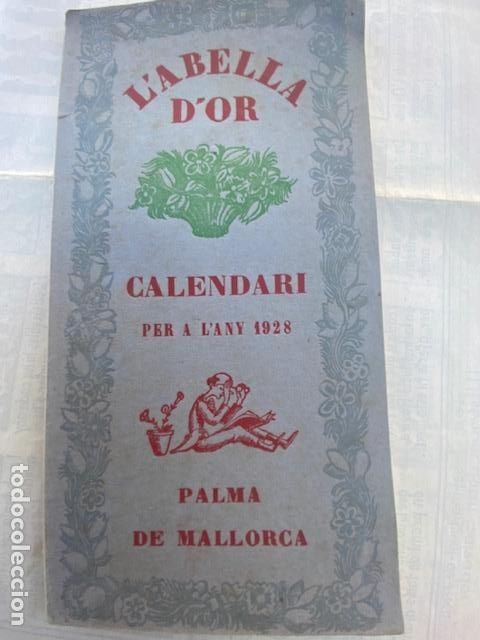 L'ABELLA
D'OR
CALENDARI
PER A L'ANY 1928
PALMA
DE MALLORCA
todocoleccion